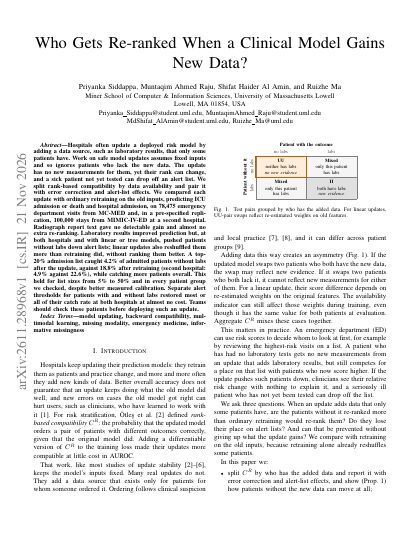 Who Gets Re-ranked When a Clinical Model Gains
New Data?
Priyanka Siddappa, Muntaqim Ahmed Raju, Shifat Haider Al Amin, and Ruizhe Ma
Miner School of Computer & Information Sciences, University of Massachusetts Lowell
Lowell, MA 01854, USA
Priyanka_Siddappa@student.uml.edu, MuntaqimAhmed_Raju@student.uml.edu
MdShifat_AlAmin@student.uml.edu, Ruizhe_Ma@uml.edu
arXiv:2611.28968v1 [cs.IR] 21 Nov 2026
Abstract—Hospitals often update a deployed risk model by
adding a data source, such as laboratory results, that only some
patients have. Work on safe model updates assumes fixed inputs
and so ignores patients who lack the new data. The update
has no new measurements for them, yet their rank can change,
and a sick patient not yet tested can drop off an alert list. We
split rank-based compatibility by data availability and pair it
with error correction and alert-list effects. We compared each
update with ordinary retraining on the old inputs, predicting ICU
admission or death and hospital admission, on 78,475 emergency
department visits from MC-MED and, in a pre-specified repli-
cation, 100,000 stays from MIMIC-IV-ED at a second hospital.
Radiograph report text gave no detectable gain and almost no
extra re-ranking. Laboratory results improved prediction but, at
both hospitals and with linear or tree models, pushed patients
without labs down alert lists; linear updates also reshuffled them
more than retraining did, without ranking them better. A top-
20% admission list caught 4.2% of admitted patients without labs
after the update, against 18.8% after retraining (second hospital:
4.9% against 22.6%), while catching more patients overall. This
held for list sizes from 5% to 30% and in every patient group
we checked, despite better measured calibration. Separate alert
thresholds for patients with and without labs restored most or
all of their catch rate at both hospitals at almost no cost. Teams
should check these patients before deploying such an update.
Index Terms—model updating, backward compatibility, mul-
timodal learning, missing modality, emergency medicine, infor-
mative missingness
I. INTRODUCTION
Hospitals keep updating their prediction models: they retrain
them as patients and practice change, and more and more often
they add new kinds of data. Better overall accuracy does not
guarantee that an update keeps doing what the old model did
well, and new errors on cases the old model got right can
hurt users, such as clinicians, who have learned to work with
it [1]. For risk stratification, Ötleş et al. [2] defined rank-
based compatibility C^R: the probability that the updated model
orders a pair of patients with different outcomes correctly,
given that the original model did. Adding a differentiable
version of C^R to the training loss made their updates more
compatible at little cost in AUROC.
That work, like most studies of update stability [2]–[6],
keeps the model's inputs fixed. Many real updates do not.
They add a data source that exists only for patients for
whom someone ordered it. Ordering follows clinical suspicion
Patient with the outcome
no labs
labs
Patient without it
no labs
labs
UU
neither has labs
no new evidence
Mixed
only this patient
has labs
Mixed
only this patient
has labs
II
both have labs
new evidence
Fig. 1. Test pairs grouped by who has the added data. For linear updates,
UU-pair swaps reflect re-estimated weights on old features.
and local practice [7], [8], and it can differ across patient
groups [9].
Adding data this way creates an asymmetry (Fig. 1). If the
updated model swaps two patients who both have the new data,
the swap may reflect new evidence. If it swaps two patients
who both lack it, it cannot reflect new measurements for either
of them. For a linear update, their score difference depends on
re-estimated weights on the original features. The availability
indicator can still affect those weights during training, even
though it has the same value for both patients at evaluation.
Aggregate C^R mixes these cases together.
This matters in practice. An emergency department (ED)
can use risk scores to decide whom to look at first, for example
by reviewing the highest-risk visits on a list. A patient who
has had no laboratory tests gets no new measurements from
an update that adds laboratory results, but still competes for
a place on that list with patients who now score higher. If
the update pushes such patients down, clinicians see their
relative risk change with nothing to explain it, and a seriously ill
patient who has not yet been tested can drop off the list.
We ask three questions. When an update adds data that only
some patients have, are the patients without it re-ranked more
than ordinary retraining would re-rank them? Do they lose
their place on alert lists? And can that be prevented without
giving up what the update gains? We compare with retraining
on the old inputs, because retraining alone already reshuffles
some patients.
In this paper we:
• split C^R by who has the added data and report it with
error correction and alert-list effects, and show (Prop. 1)
how patients without the new data can move at all;